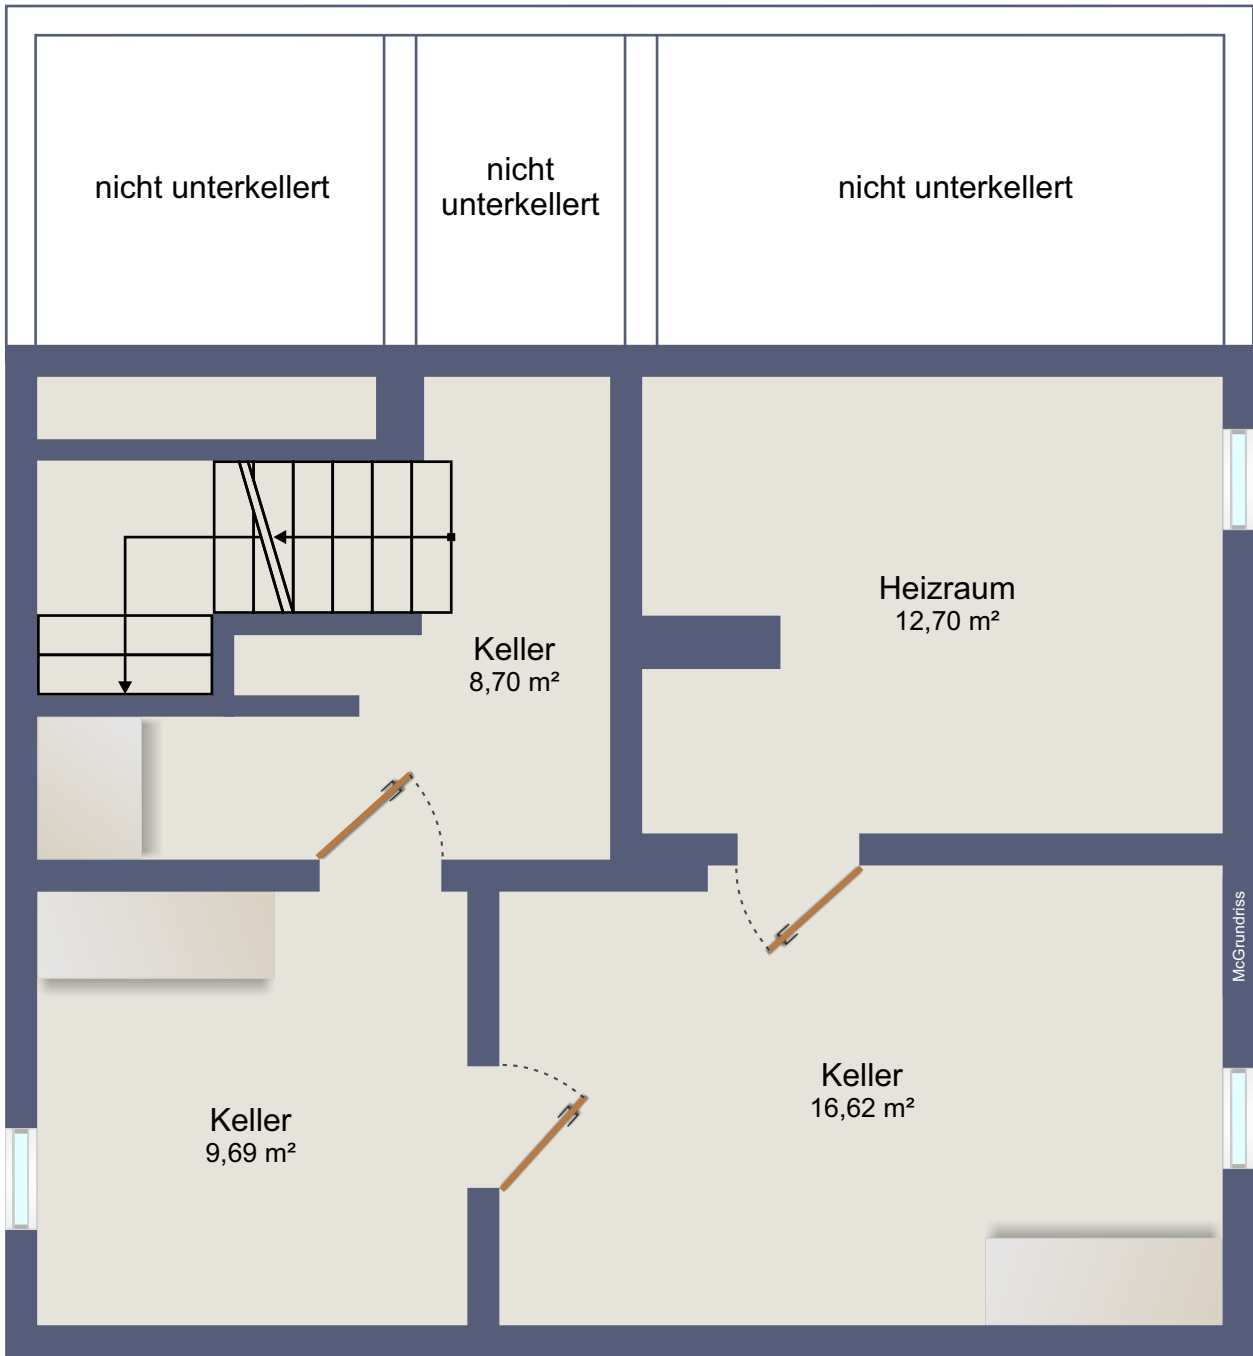 nicht unterkellert
nicht
unterkellert
nicht unterkellert
Heizraum
12,70 m²
Keller
8,70 m²
McGrundriss
Keller
16,62 m²
Keller
9,69 m²